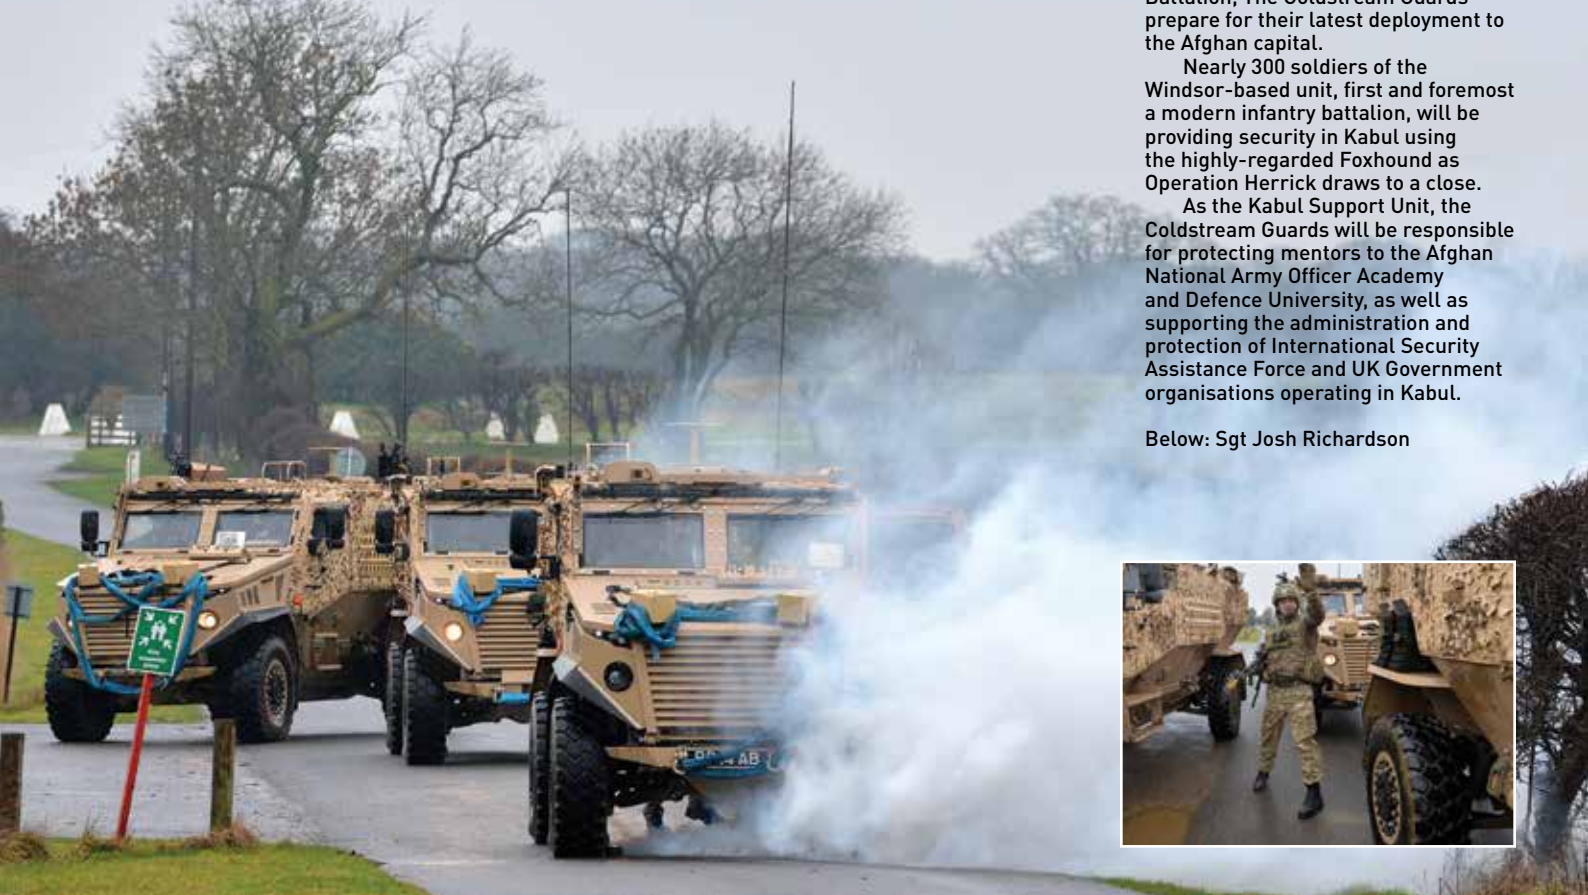 Battalion, The Coldstream Guards
prepare for their latest deployment to
the Afghan capital.
Nearly 300 soldiers of the
Windsor-based unit, first and foremost
a modern infantry battalion, will be
providing security in Kabul using
the highly-regarded Foxhound as
Operation Herrick draws to a close.
As the Kabul Support Unit, the
Coldstream Guards will be responsible
for protecting mentors to the Afghan
National Army Officer Academy
and Defence University, as well as
supporting the administration and
protection of International Security
Assistance Force and UK Government
organisations operating in Kabul.
Below: Sgt Josh Richardson